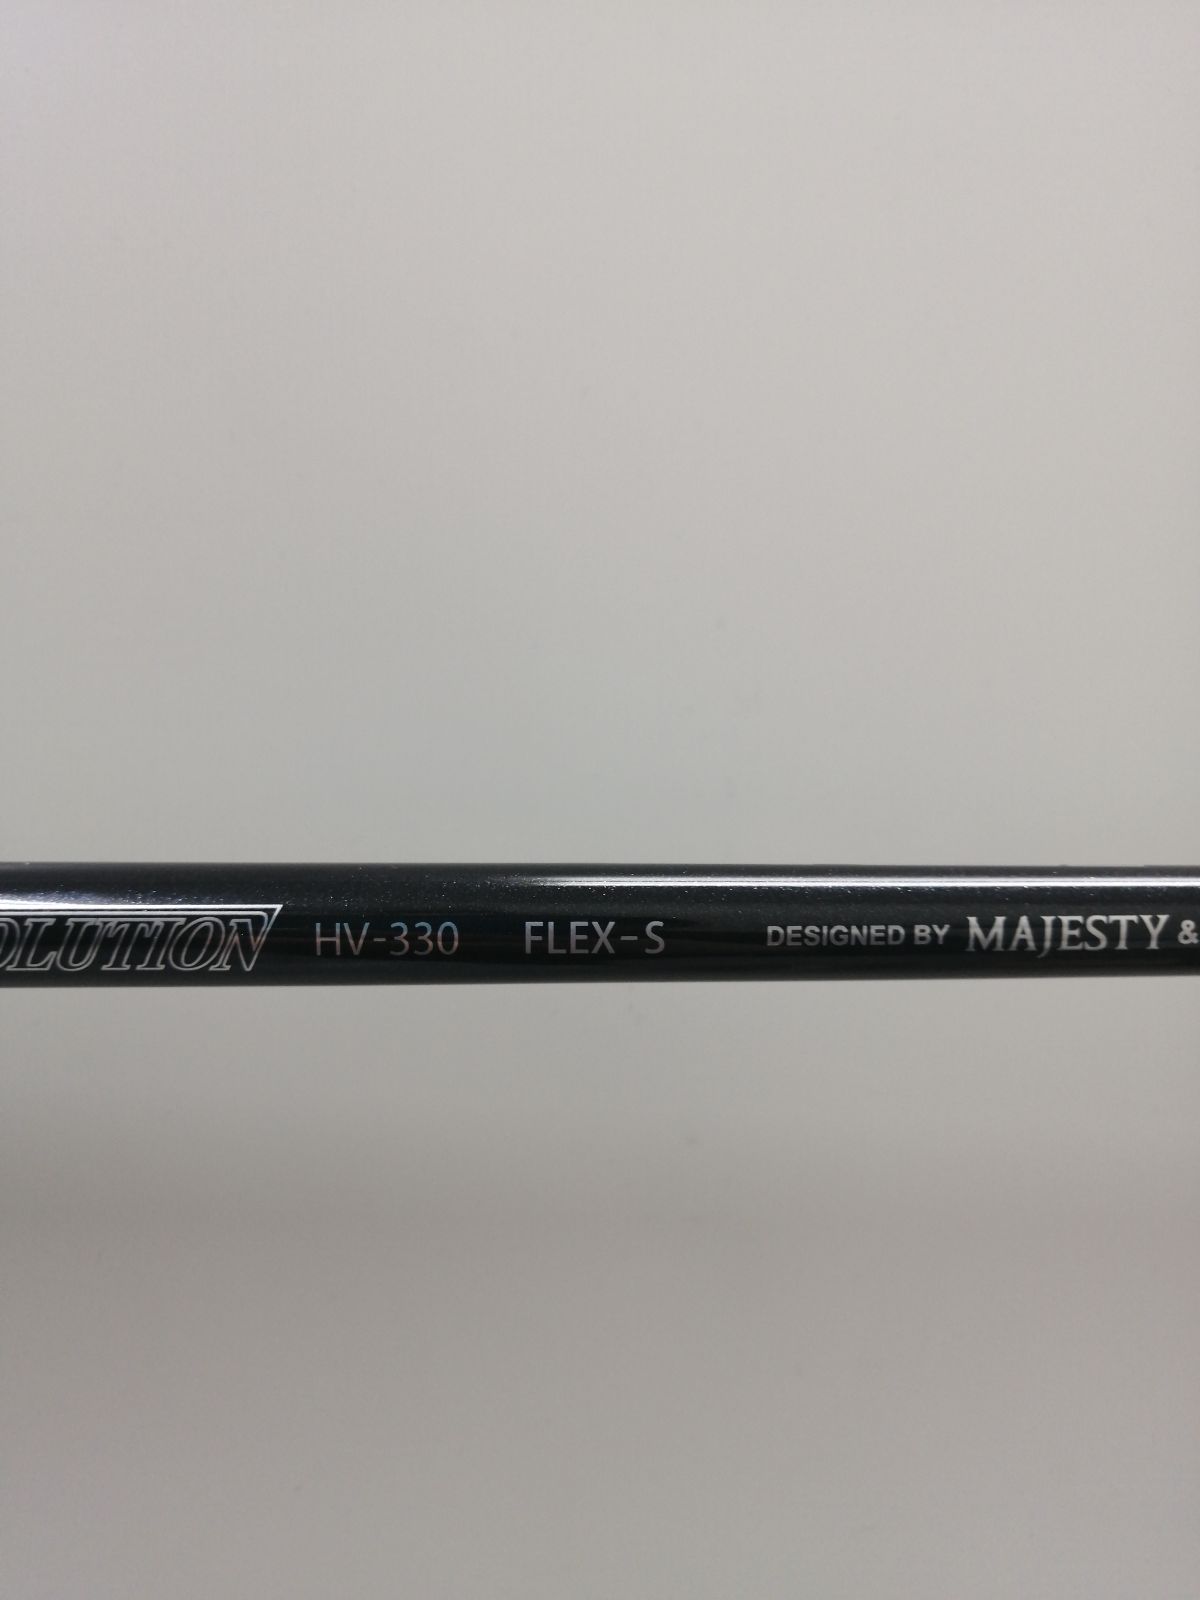 OLUTION HV-330 FLEX-S DESIGNED BY MAJESTY &